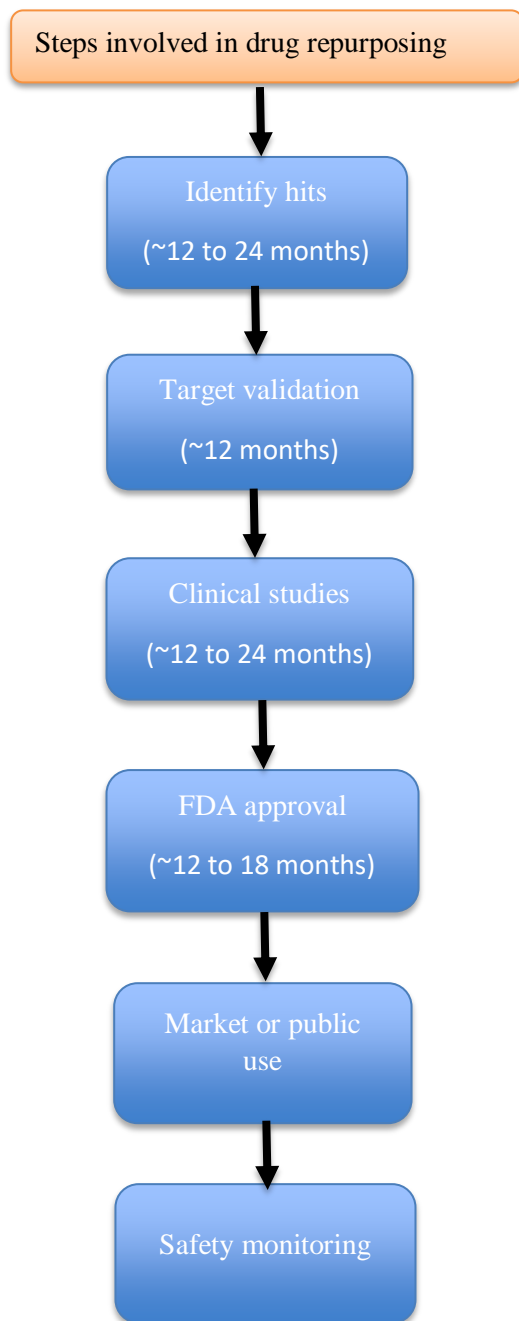 Steps involved in drug repurposing
Identify hits
(~12 to 24 months)
Target validation
(~12 months)
Clinical studies
(~12 to 24 months)
FDA approval
(~12 to 18 months)
Market or public
use
Safety monitoring